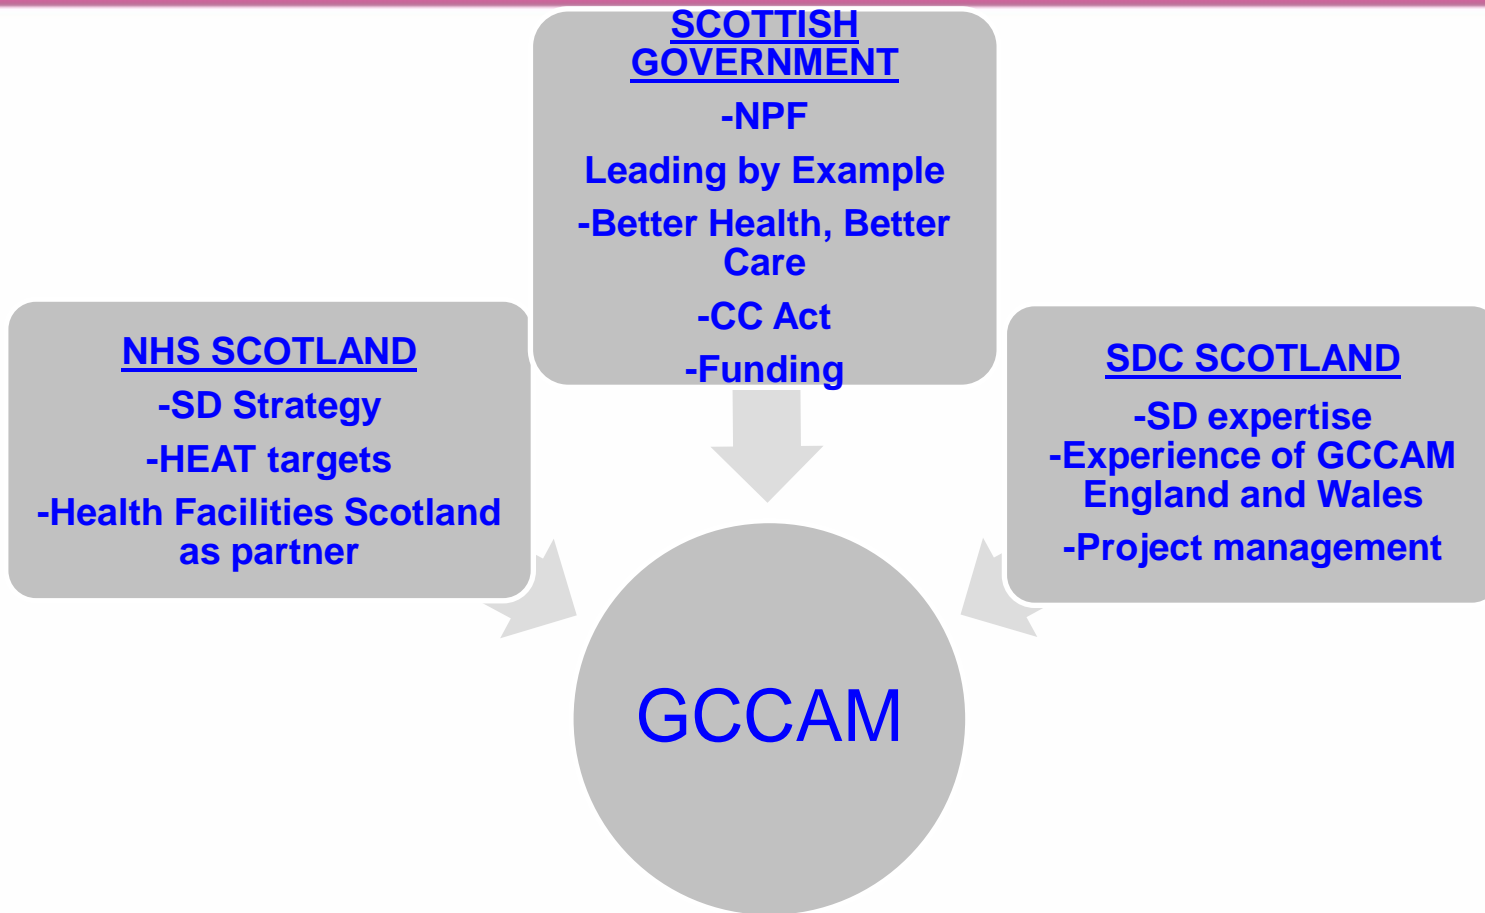 SCOTTISH
GOVERNMENT
-NPF
Leading by Example
-Better Health, Better
Care
-CC Act
-Funding
NHS SCOTLAND
-SD Strategy
-HEAT targets
-Health Facilities Scotland
as partner
SDC SCOTLAND
-SD expertise
-Experience of GCCAM
England and Wales
-Project management
GCCAM